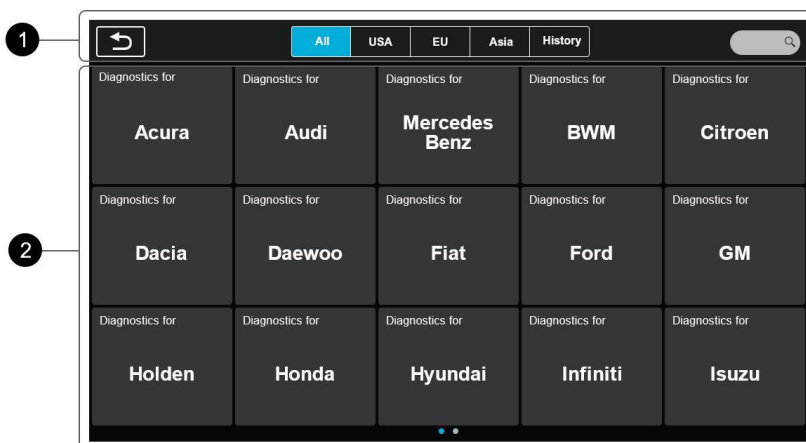 1
All USA EU Asia History
2
Diagnostics for Diagnostics for Diagnostics for Diagnostics for Diagnostics for
Acura Audi Mercedes Benz BWM Citroen
Diagnostics for Diagnostics for Diagnostics for Diagnostics for Diagnostics for
Dacia Daewoo Fiat Ford GM
Diagnostics for Diagnostics for Diagnostics for Diagnostics for Diagnostics for
Holden Honda Hyundai Infiniti Isuzu